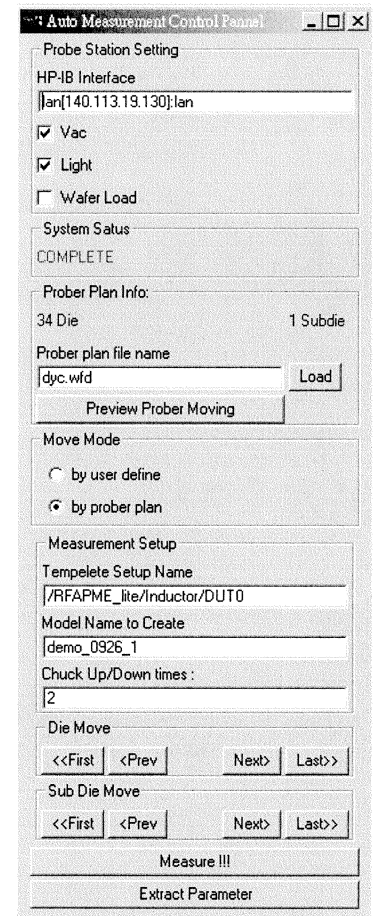 Auto Measurement Control Pannel
Probe Station Setting
HP-IB Interface
lan[140.113.19.130]:lan
Vac
Light
Wafer Load
System Satus
COMPLETE
Prober Plan Info:
34 Die 1 Subdie
Prober plan file name
dyc.wfd Load
Preview Prober Moving
Move Mode
by user define
by prober plan
Measurement Setup
Tempelete Setup Name
/RFAPME_lite/Inductor/DUT0
Model Name to Create
demo_0926_1
Chuck Up/Down times :
2
Die Move
<<First <Prev Next> Last>>
Sub Die Move
<<First <Prev Next> Last>>
Measure !!!
Extract Parameter